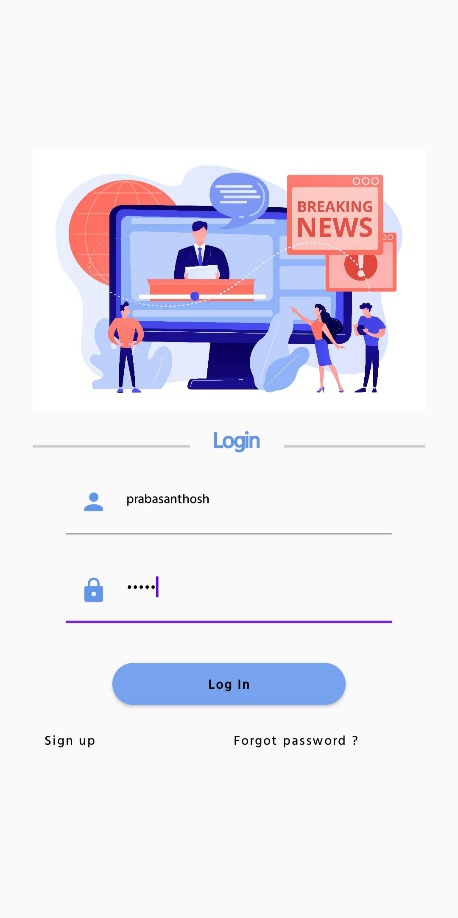 BREAKING
NEWS
Login
prabasanthosh
•••••
Log In
Sign up
Forgot password ?